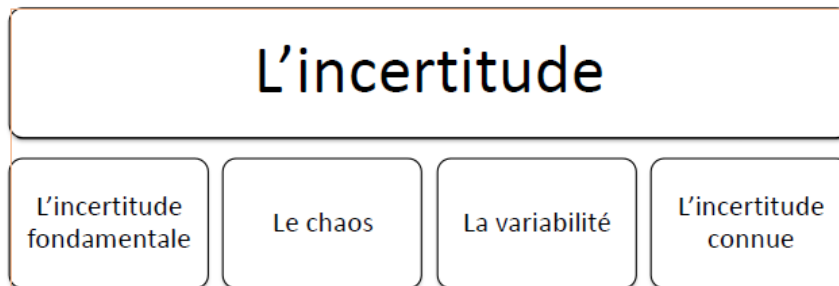 L’incertitude
L’incertitude
fondamentale
Le chaos
La variabilité
L’incertitude
connue